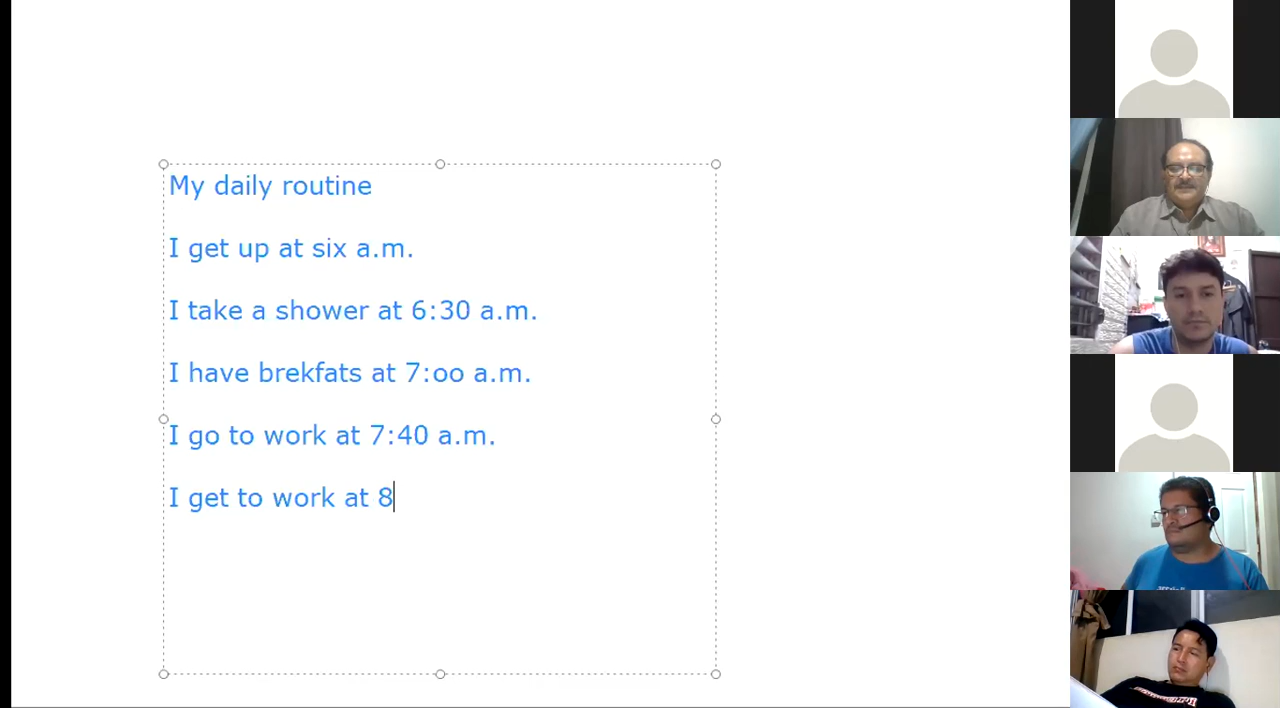 My daily routine
I get up at six a.m.
I take a shower at 6:30 a.m.
I have brekfats at 7:oo a.m.
I go to work at 7:40 a.m.
I get to work at 8